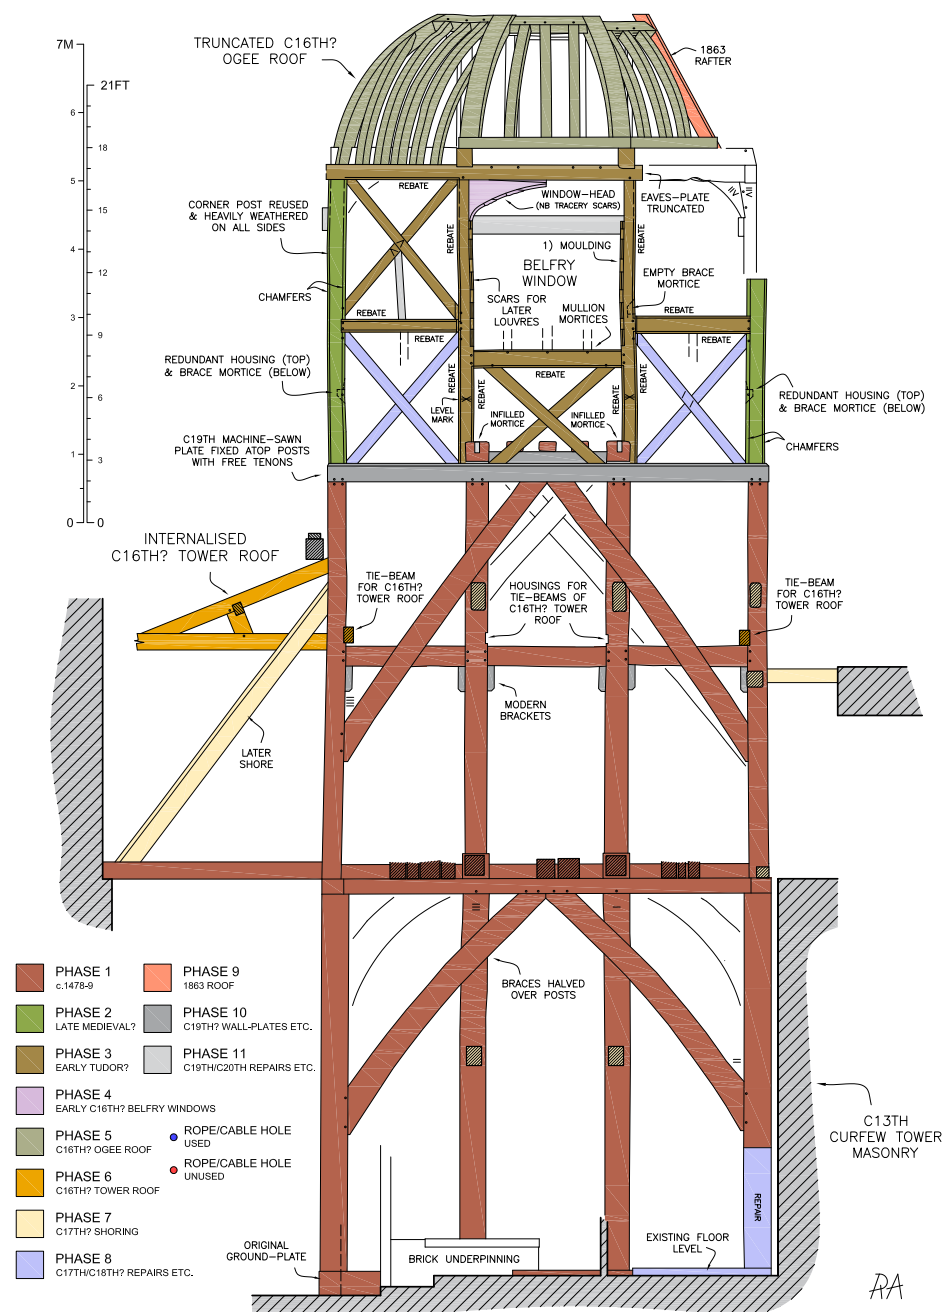 TRUNCATED C16TH?
OGEE ROOF
1863
RAFTER
7M
21FT
6
18
5
15
4
12
3
9
2
6
1
3
0
0
REBATE
WINDOW-HEAD
(NB TRACERY SCARS)
EAVES-PLATE
TRUNCATED
VII
VII
CORNER POST REUSED
& HEAVILY WEATHERED
ON ALL SIDES
REBATE
REBATE
1) MOULDING
BELFRY
WINDOW
EMPTY BRACE
MORTICE
CHAMFERS
SCARS FOR
LATER
LOUVRES
MULLION
MORTICES
REBATE
REBATE
REBATE
REBATE
REDUNDANT HOUSING (TOP)
& BRACE MORTICE (BELOW)
REBATE
REBATE
REBATE
REBATE
REBATE
LEVEL
MARK
INFILLED
MORTICE
INFILLED
MORTICE
REDUNDANT HOUSING (TOP)
& BRACE MORTICE (BELOW)
CHAMFERS
C19TH MACHINE-SAWN
PLATE FIXED ATOP POSTS
WITH FREE TENONS
INTERNALISED
C16TH? TOWER ROOF
TIE-BEAM
FOR C16TH?
TOWER ROOF
HOUSINGS FOR
TIE-BEAMS OF
C16TH? TOWER
ROOF
TIE-BEAM
FOR C16TH?
TOWER ROOF
MODERN
BRACKETS
LATER
SHORE
BRACES HALVED
OVER POSTS
C13TH
CURFEW TOWER
MASONRY
PHASE 1
c.1478-9
PHASE 2
LATE MEDIEVAL?
PHASE 3
EARLY TUDOR?
PHASE 4
EARLY C16TH? BELFRY WINDOWS
PHASE 5
C16TH? OGEE ROOF
PHASE 6
C16TH? TOWER ROOF
PHASE 7
C17TH? SHORING
PHASE 8
C17TH/C18TH? REPAIRS ETC.
PHASE 9
1863 ROOF
PHASE 10
C19TH? WALL-PLATES ETC.
PHASE 11
C19TH/C20TH REPAIRS ETC.
ROPE/CABLE HOLE
USED
ROPE/CABLE HOLE
UNUSED
REPAIR
ORIGINAL
GROUND-PLATE
BRICK UNDERPINNING
EXISTING FLOOR
LEVEL